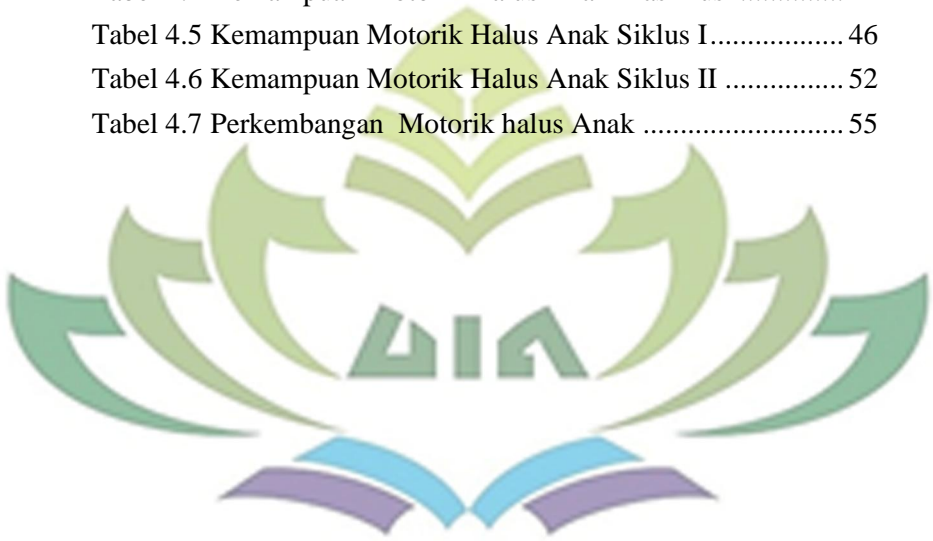 Tabel 4.5 Kemampuan Motorik Halus Anak Siklus I.................. 46
Tabel 4.6 Kemampuan Motorik Halus Anak Siklus II ................ 52
Tabel 4.7 Perkembangan  Motorik halus Anak ........................... 55
UIN